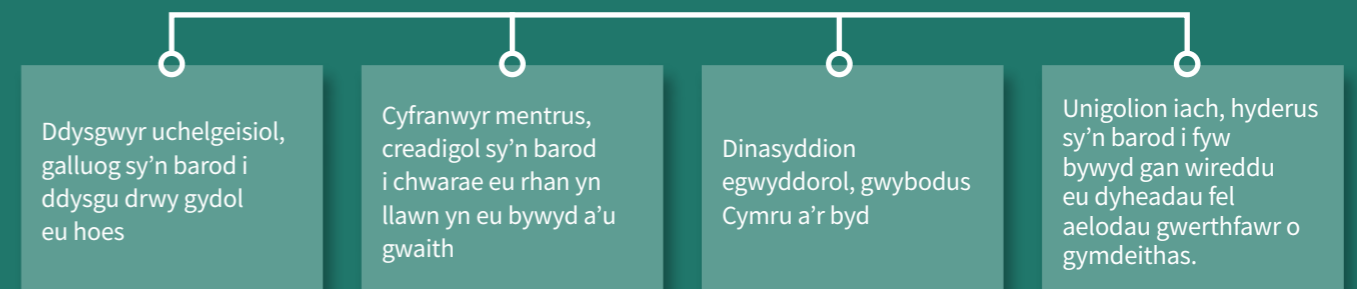 Ddysgwyr uchelgeisiol,
galluog sy'n barod i
ddysgu drwy gydol
eu hoes
Cyfranwyr mentrus,
creadigol sy'n barod
i chwarae eu rhan yn
llawn yn eu bywyd a'u
gwaith
Dinasyddion
egwyddorol, gwybodus
Cymru a'r byd
Unigolion iach, hyderus
sy'n barod i fyw
bywyd gan wireddu
eu dyheadau fel
aelodau gwerthfawr o
gymdeithas.